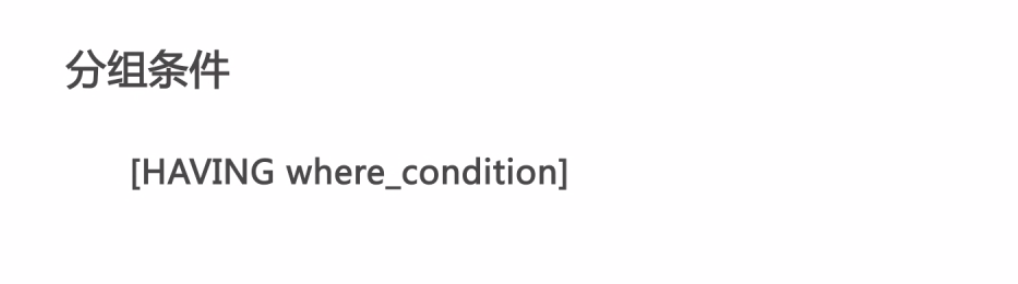 分组条件
[HAVING where_condition]